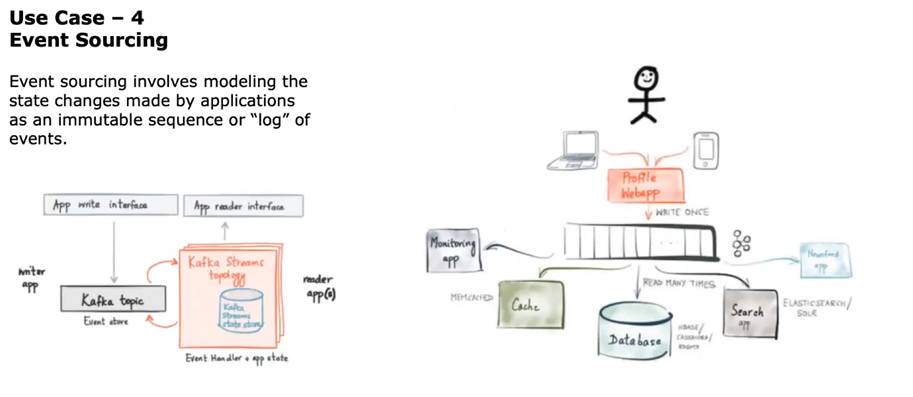 Use Case – 4
Event Sourcing
Event sourcing involves modeling the
state changes made by applications
as an immutable sequence or “log” of
events.
App write interface
App reader interface
writer
app
Kafka topic
Event store
Kafka Streams
topology
Kafka
Streams
state store
reader
app(s)
Event Handler + app state
Profile
Webapp
WRITE ONCE
Monitoring
app
Newsfeed
app
READ MANY TIMES
MEMCACHED
Cache
Database
HBASE/
CASSANDRA/
Search
app
ELASTICSEARCH/
SOLR